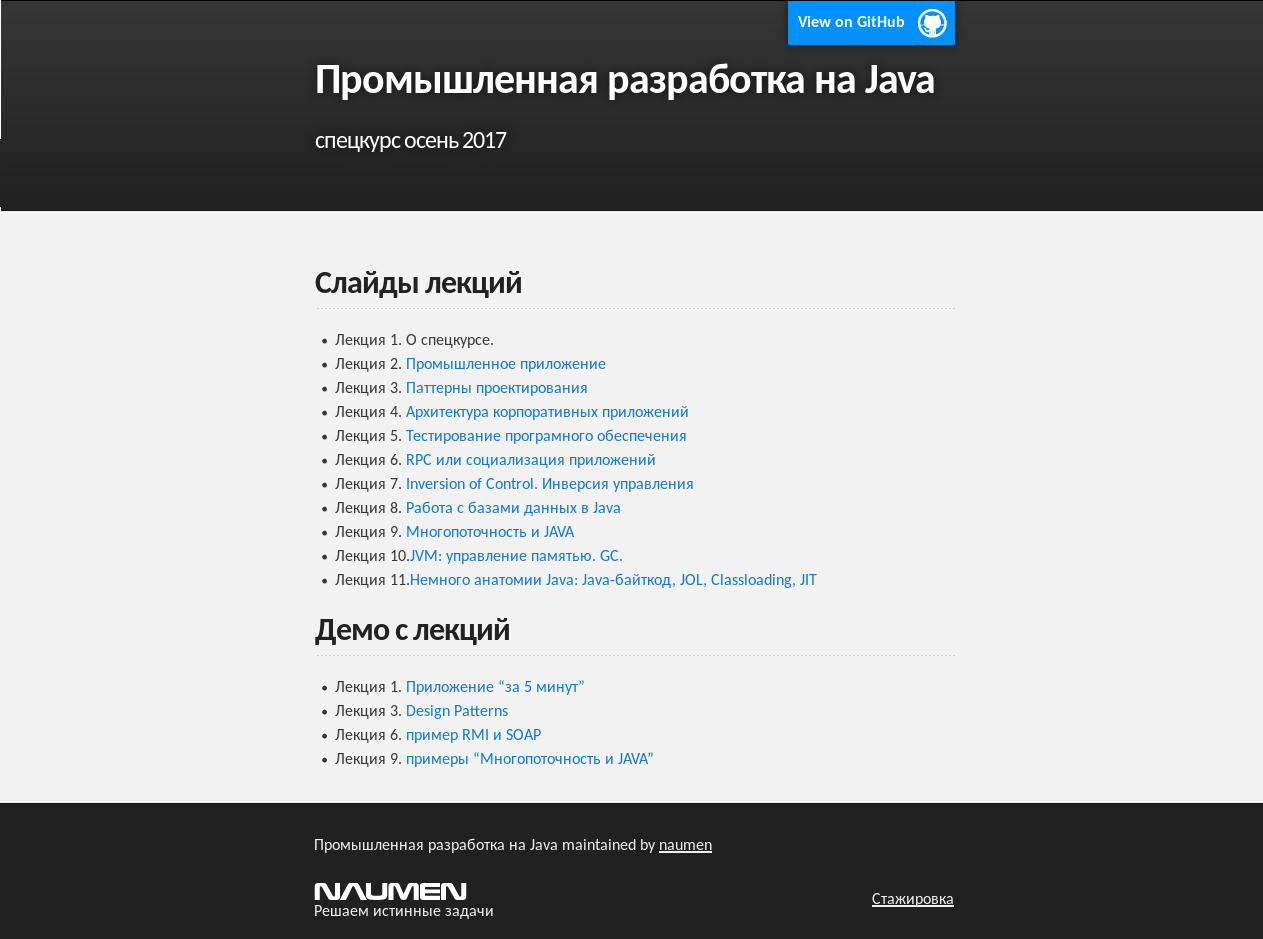 View on GitHub
Промышленная разработка на Java
спецкурс осень 2017
Слайды лекций
Лекция 1. О спецкурсе.
Лекция 2. Промышленное приложение
Лекция 3. Паттерны проектирования
Лекция 4. Архитектура корпоративных приложений
Лекция 5. Тестирование програмного обеспечения
Лекция 6. RPC или социализация приложений
Лекция 7. Inversion of Control. Инверсия управления
Лекция 8. Работа с базами данных в Java
Лекция 9. Многопоточность и JAVA
Лекция 10.JVM: управление памятью. GC.
Лекция 11.Немного анатомии Java: Java-байткод, JOL, Classloading, JIT
Демо с лекций
Лекция 1. Приложение “за 5 минут”
Лекция 3. Design Patterns
Лекция 6. пример RMI и SOAP
Лекция 9. примеры “Многопоточность и JAVA”
Промышленная разработка на Java maintained by naumen
NAUMEN
Решаем истинные задачи
Стажировка